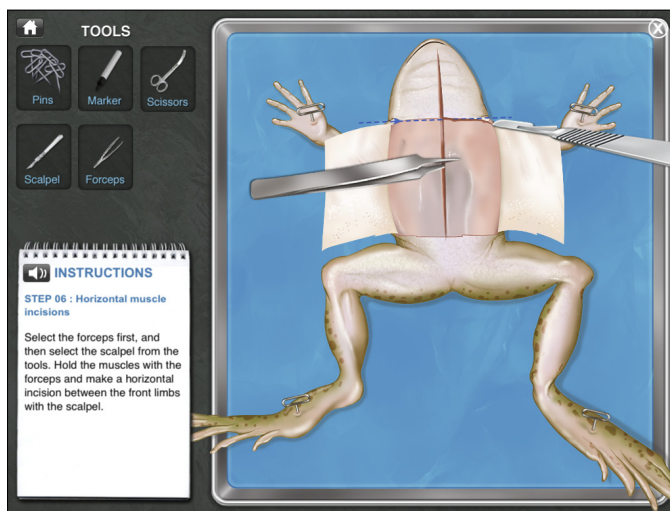 TOOLS
Pins
Marker
Scissors
Scalpel
Forceps
INSTRUCTIONS
STEP 06 : Horizontal muscle
incisions
Select the forceps first, and
then select the scalpel from the
tools. Hold the muscles with the
forceps and make a horizontal
incision between the front limbs
with the scalpel.